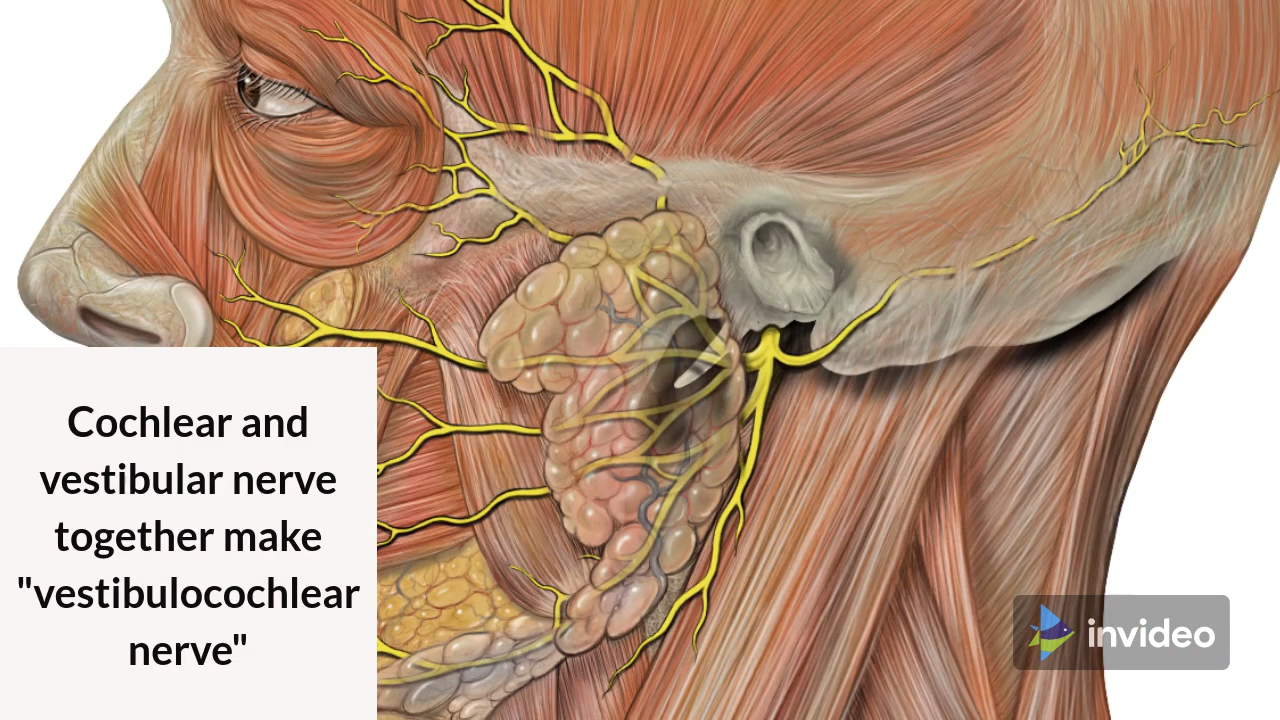 Cochlear and
vestibular nerve
together make
"vestibulocochlear
nerve"
invideo